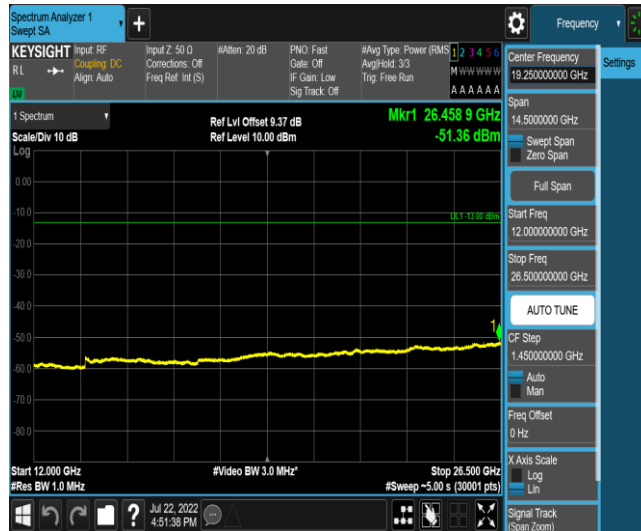 Spectrum Analyzer 1
Swept SA
Frequency
KEYSIGHT
RL
LXI
Input: RF
Coupling: DC
Align: Auto
Input Z: 50 Ω
Corrections: Off
Freq Ref: Int (S)
#Atten: 20 dB
PNO: Fast
Gate: Off
IF Gain: Low
Sig Track: Off
#Avg Type: Power (RMS
Avg|Hold: 3/3
Trig: Free Run
1 2 3 4 5 6
M W W W W W
A A A A A A
1 Spectrum
Scale/Div 10 dB
Ref Lvl Offset 9.37 dB
Ref Level 10.00 dBm
Mkr1 26.458 9 GHz
-51.36 dBm
Log
0.00
-10.0
DL1 -13.00 dBm
-20.0
-30.0
-40.0
-50.0
1
-60.0
-70.0
-80.0
Start 12.000 GHz
#Res BW 1.0 MHz
#Video BW 3.0 MHz*
Stop 26.500 GHz
#Sweep ~5.00 s (30001 pts)
Jul 22, 2022
4:51:38 PM
Center Frequency
19.250000000 GHz
Settings
Span
14.5000000 GHz
Swept Span
Zero Span
Full Span
Start Freq
12.000000000 GHz
Stop Freq
26.500000000 GHz
AUTO TUNE
CF Step
1.450000000 GHz
Auto
Man
Freq Offset
0 Hz
X Axis Scale
Log
Lin
Signal Track
(Span Zoom)